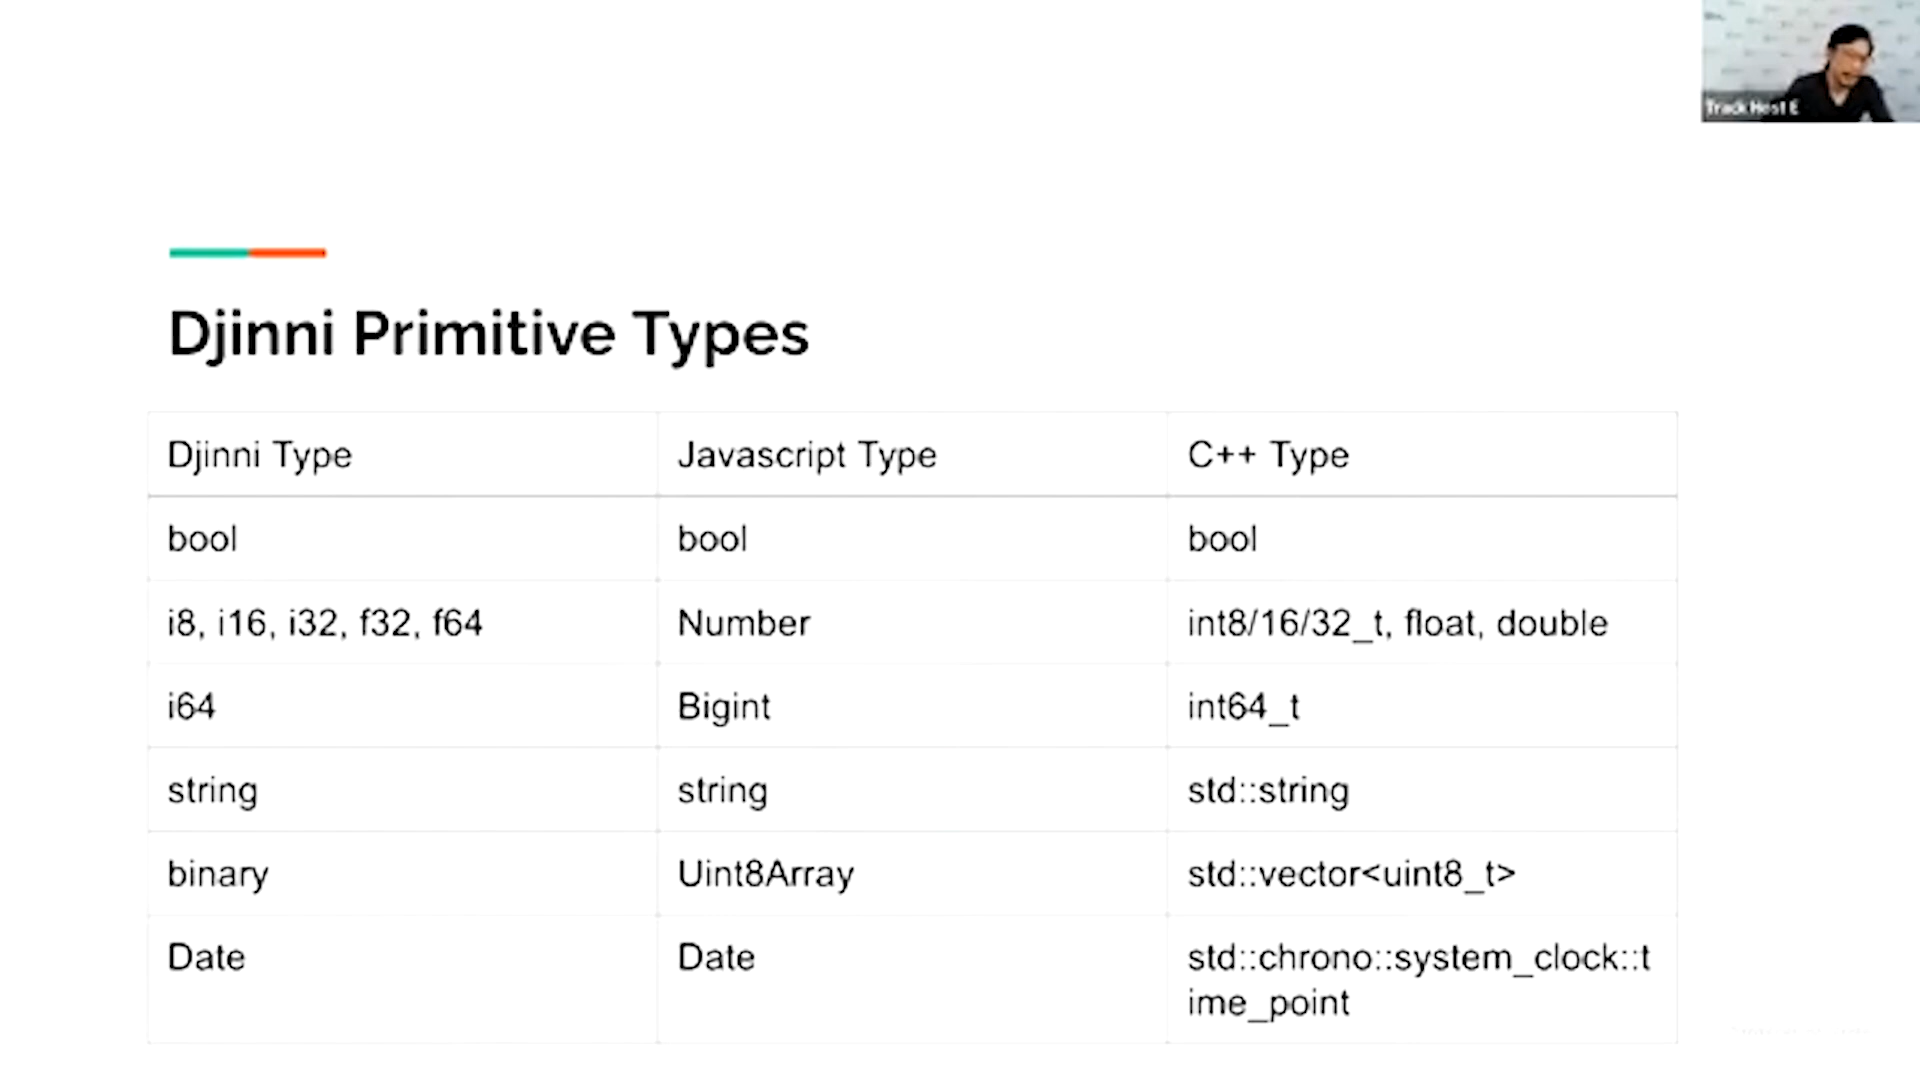 Track Host E
Djinni Primitive Types
Djinni Type Javascript Type C++ Type
bool bool bool
i8, i16, i32, f32, f64 Number int8/16/32_t, float, double
i64 Bigint int64_t
string string std::string
binary Uint8Array std::vector<uint8_t>
Date Date std::chrono::system_clock::t
ime_point